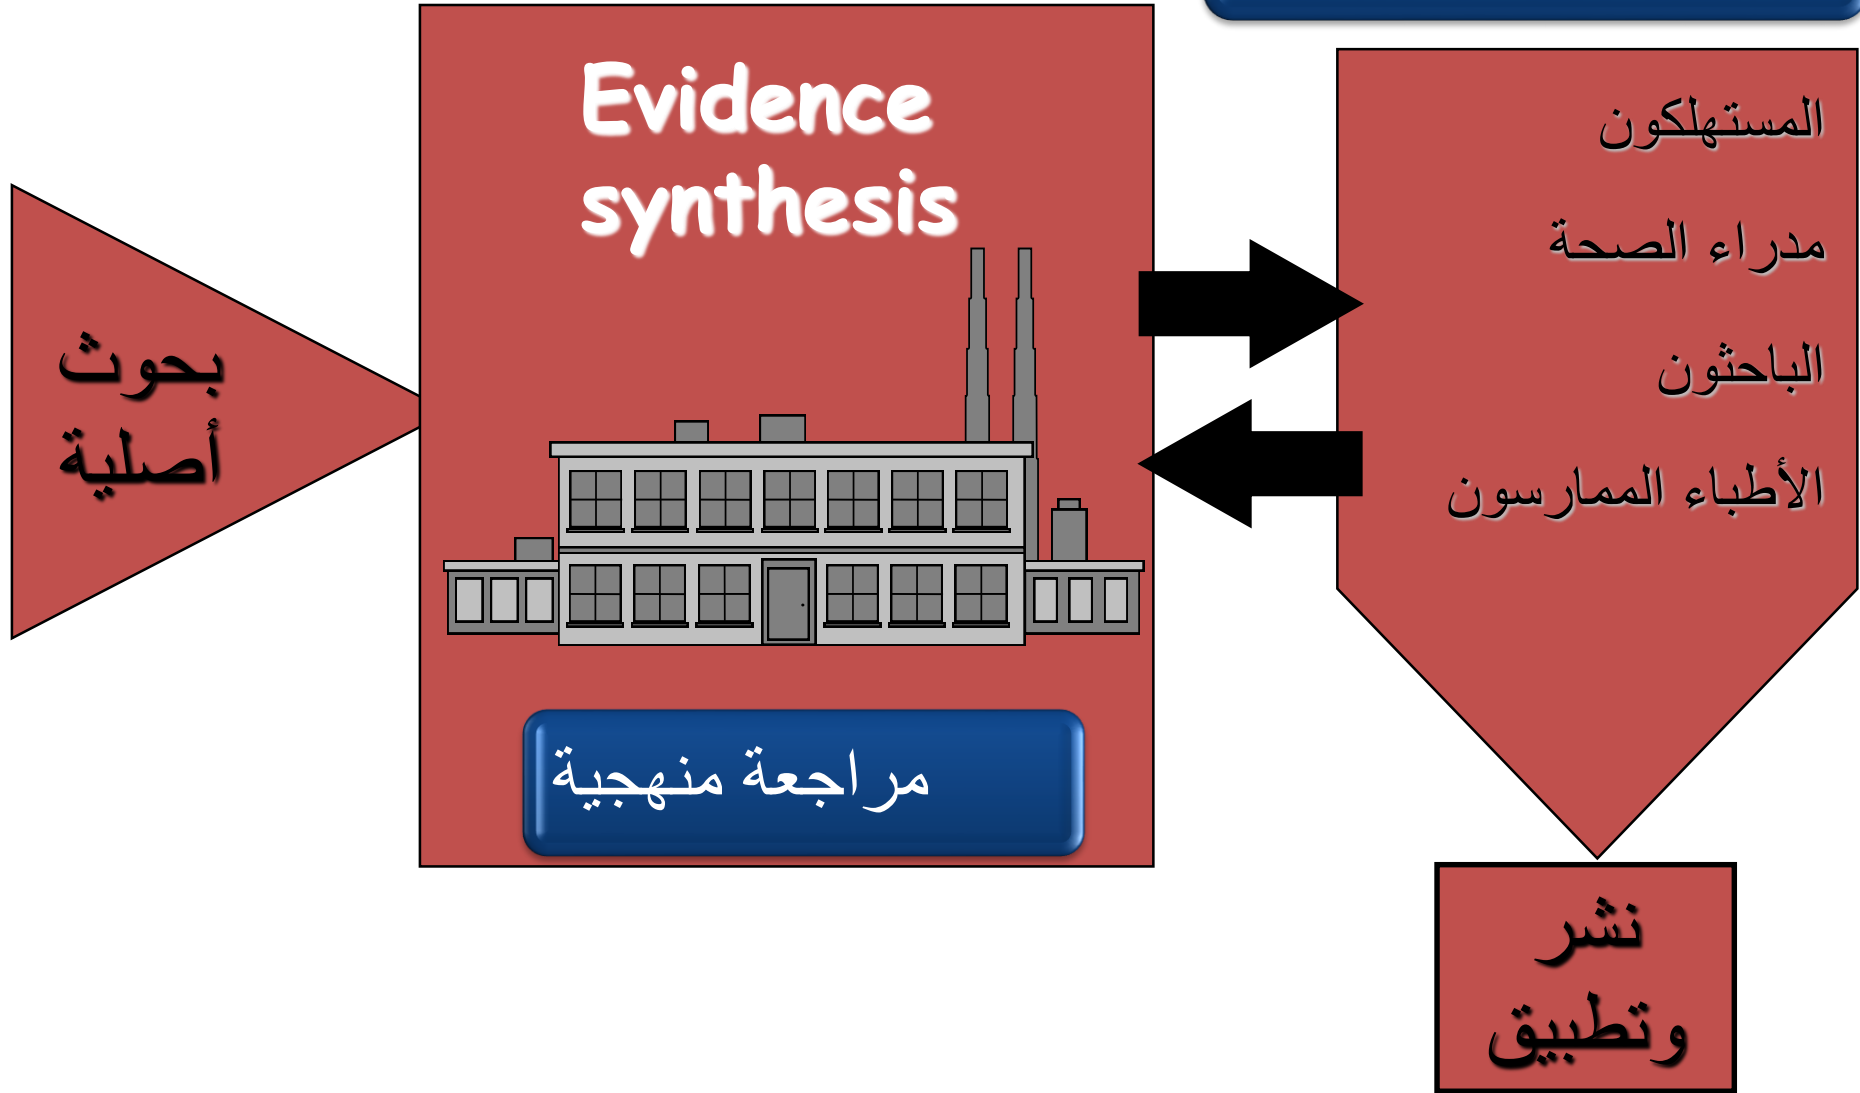 Evidence
synthesis
بحوث
أصلية
مراجعة منهجية
المستهلكون
مدراء الصحة
الباحثون
الأطباء الممارسون
نشر
وتطبيق